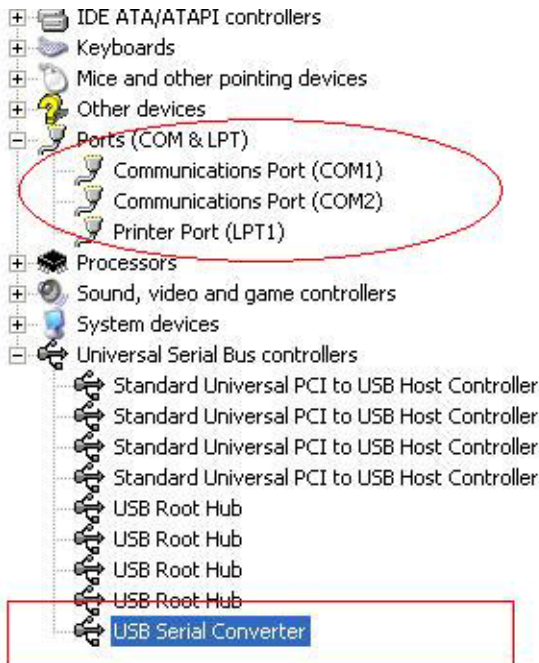 IDE ATA/ATAPI controllers
Keyboards
Mice and other pointing devices
Other devices
Ports (COM & LPT)
Communications Port (COM1)
Communications Port (COM2)
Printer Port (LPT1)
Processors
Sound, video and game controllers
System devices
Universal Serial Bus controllers
Standard Universal PCI to USB Host Controller
Standard Universal PCI to USB Host Controller
Standard Universal PCI to USB Host Controller
Standard Universal PCI to USB Host Controller
USB Root Hub
USB Root Hub
USB Root Hub
USB Root Hub
USB Serial Converter